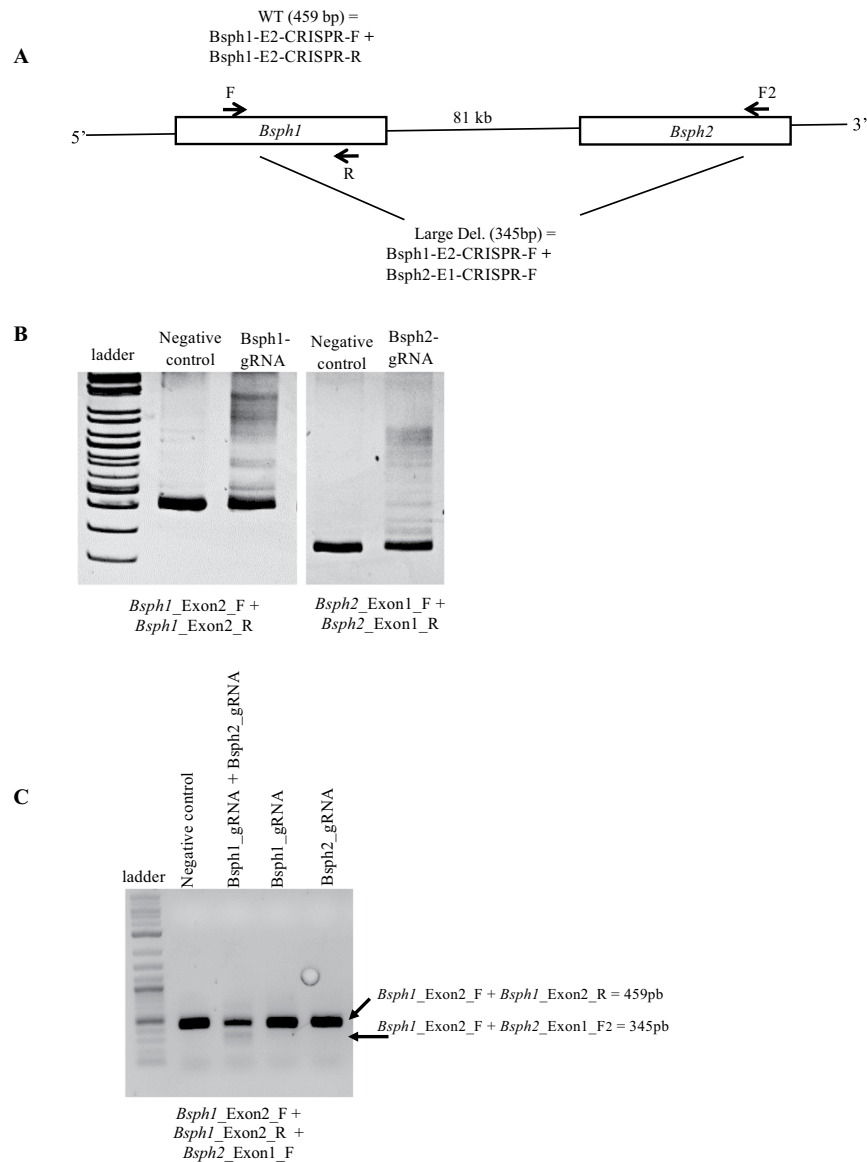 A
WT (459 bp) =
Bsph1-E2-CRISPR-F +
Bsph1-E2-CRISPR-R
F
F2
5’
Bsph1
81 kb
Bsph2
3’
R
Large Del. (345bp) =
Bsph1-E2-CRISPR-F +
Bsph2-E1-CRISPR-F
B
ladder
Negative
control
Bsph1-
gRNA
Negative
control
Bsph2-
gRNA
Bsph1_Exon2_F +
Bsph1_Exon2_R
Bsph2_Exon1_F +
Bsph2_Exon1_R
C
ladder
Negative control
Bsph1_gRNA + Bsph2_gRNA
Bsph1_gRNA
Bsph2_gRNA
Bsph1_Exon2_F + Bsph1_Exon2_R = 459pb
Bsph1_Exon2_F + Bsph2_Exon1_F2 = 345pb
Bsph1_Exon2_F +
Bsph1_Exon2_R +
Bsph2_Exon1_F